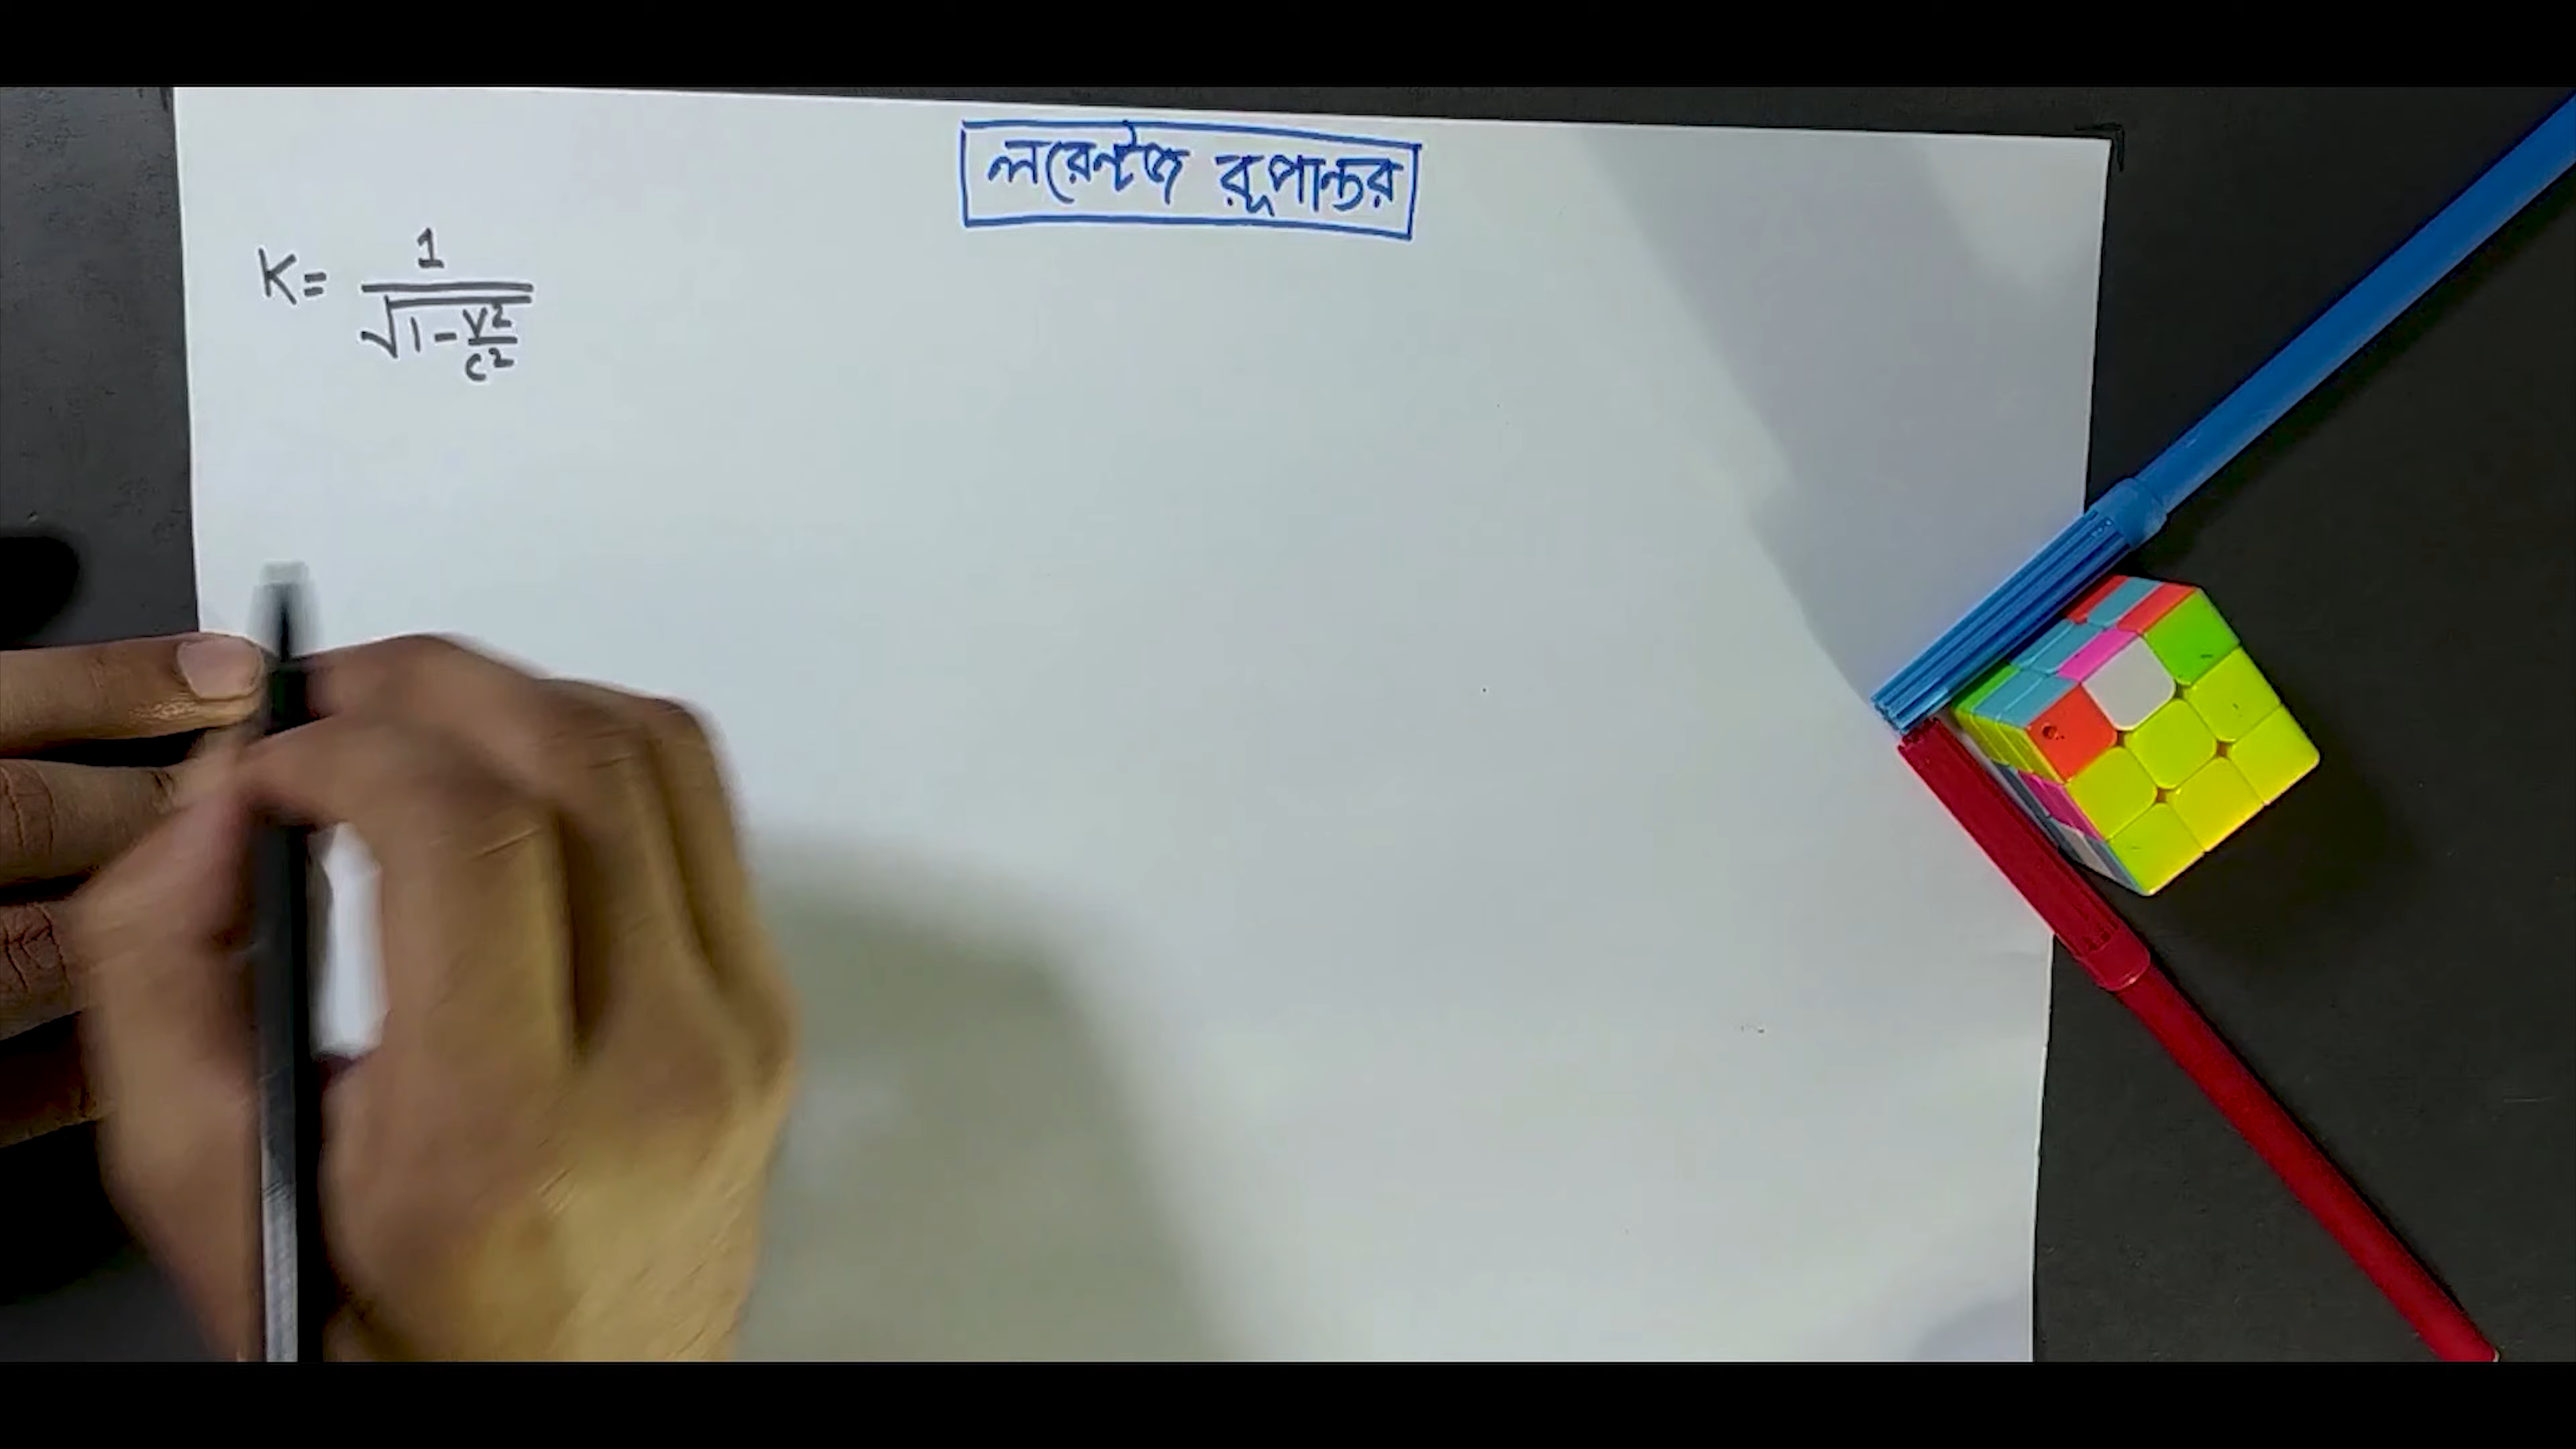 লরেন্টজ রূপান্তর
K = 1/√(1 - v²/c²)